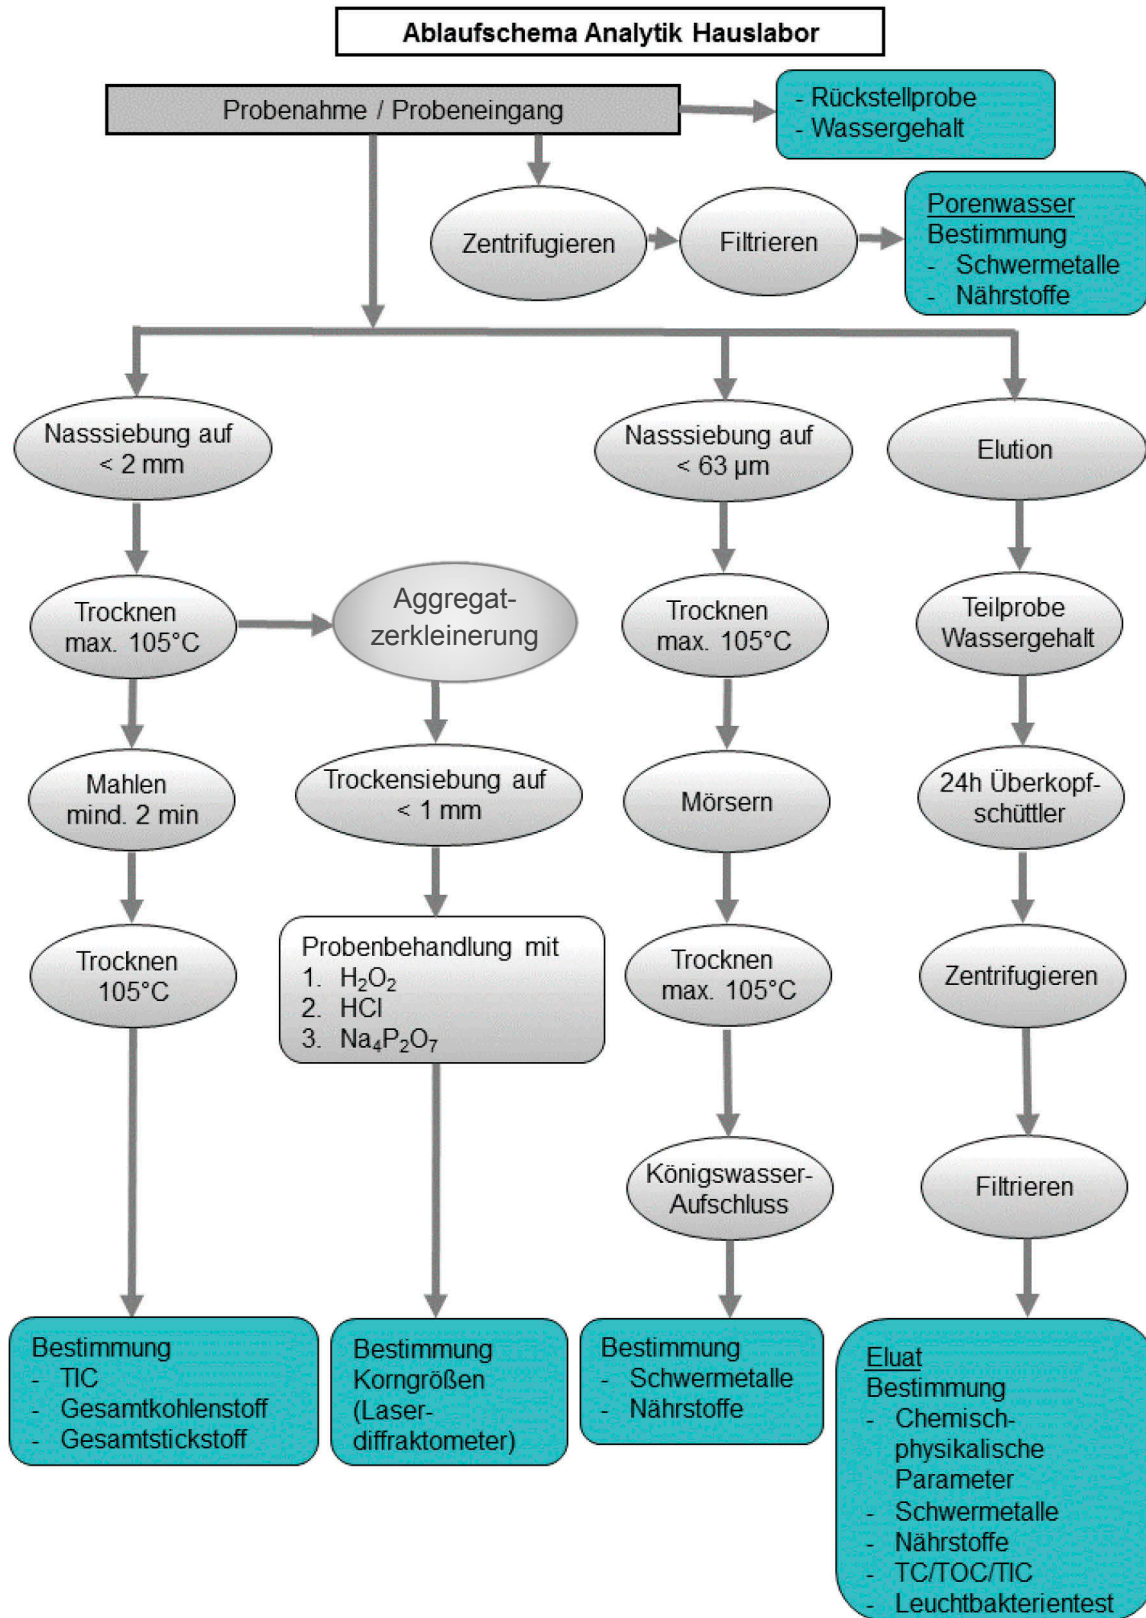 Ablaufschema Analytik Hauslabor
Probenahme / Probeneingang
- Rückstellprobe
- Wassergehalt
Zentrifugieren
Filtrieren
Porenwasser
Bestimmung
- Schwermetalle
- Nährstoffe
Nasssiebung auf
< 2 mm
Nasssiebung auf
< 63 µm
Elution
Trocknen
max. 105°C
Aggregat-
zerkleinerung
Trocknen
max. 105°C
Teilprobe
Wassergehalt
Mahlen
mind. 2 min
Trockensiebung auf
< 1 mm
Mörsern
24h Überkopf-
schüttler
Trocknen
105°C
Probenbehandlung mit
1. H₂O₂
2. HCl
3. Na₄P₂O₇
Trocknen
max. 105°C
Zentrifugieren
Königswasser-
Aufschluss
Filtrieren
Bestimmung
- TIC
- Gesamtkohlenstoff
- Gesamtstickstoff
Bestimmung
Korngrößen
(Laser-
diffraktometer)
Bestimmung
- Schwermetalle
- Nährstoffe
Eluat
Bestimmung
- Chemisch-
physikalische
Parameter
- Schwermetalle
- Nährstoffe
- TC/TOC/TIC
- Leuchtbakterientest